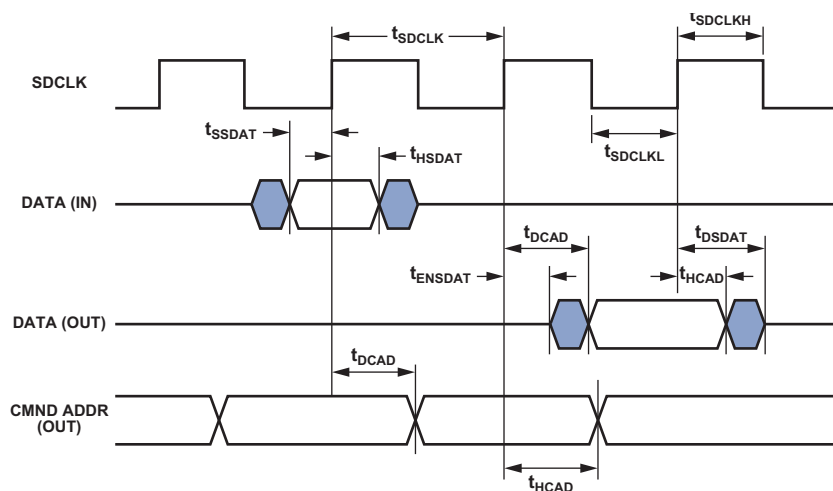 tSDCLK
tSDCLKH
SDCLK
tSSDAT
tHSDAT
tSDCLKL
DATA (IN)
tDCAD
tDSDAT
tENSDAT
tHCAD
DATA (OUT)
tDCAD
CMND ADDR
(OUT)
tHCAD